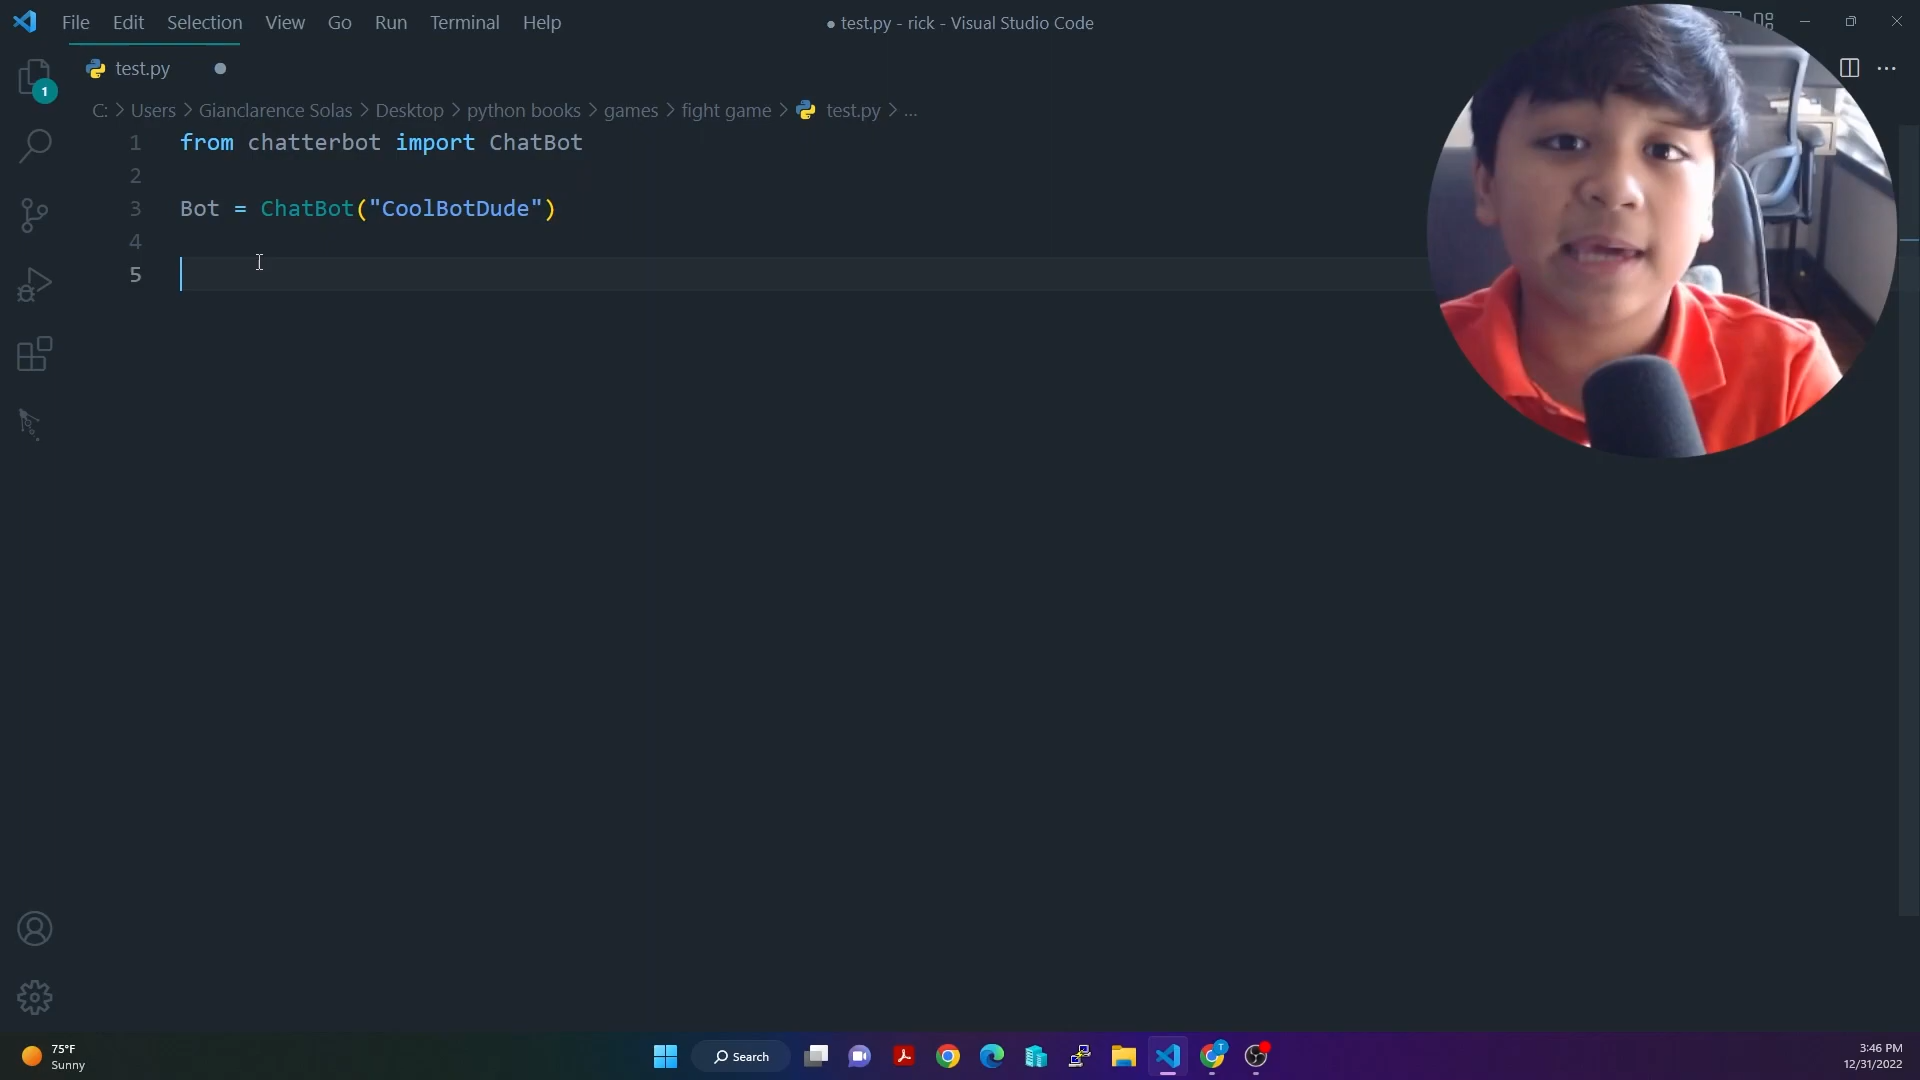 File Edit Selection View Go Run Terminal Help
● test.py - rick - Visual Studio Code
test.py
1
C: > Users > Gianclarence Solas > Desktop > python books > games > fight game > test.py > ...
1 from chatterbot import ChatBot
2
3 Bot = ChatBot("CoolBotDude")
4
5
75°F
Sunny
Search
T
3:46 PM
12/31/2022